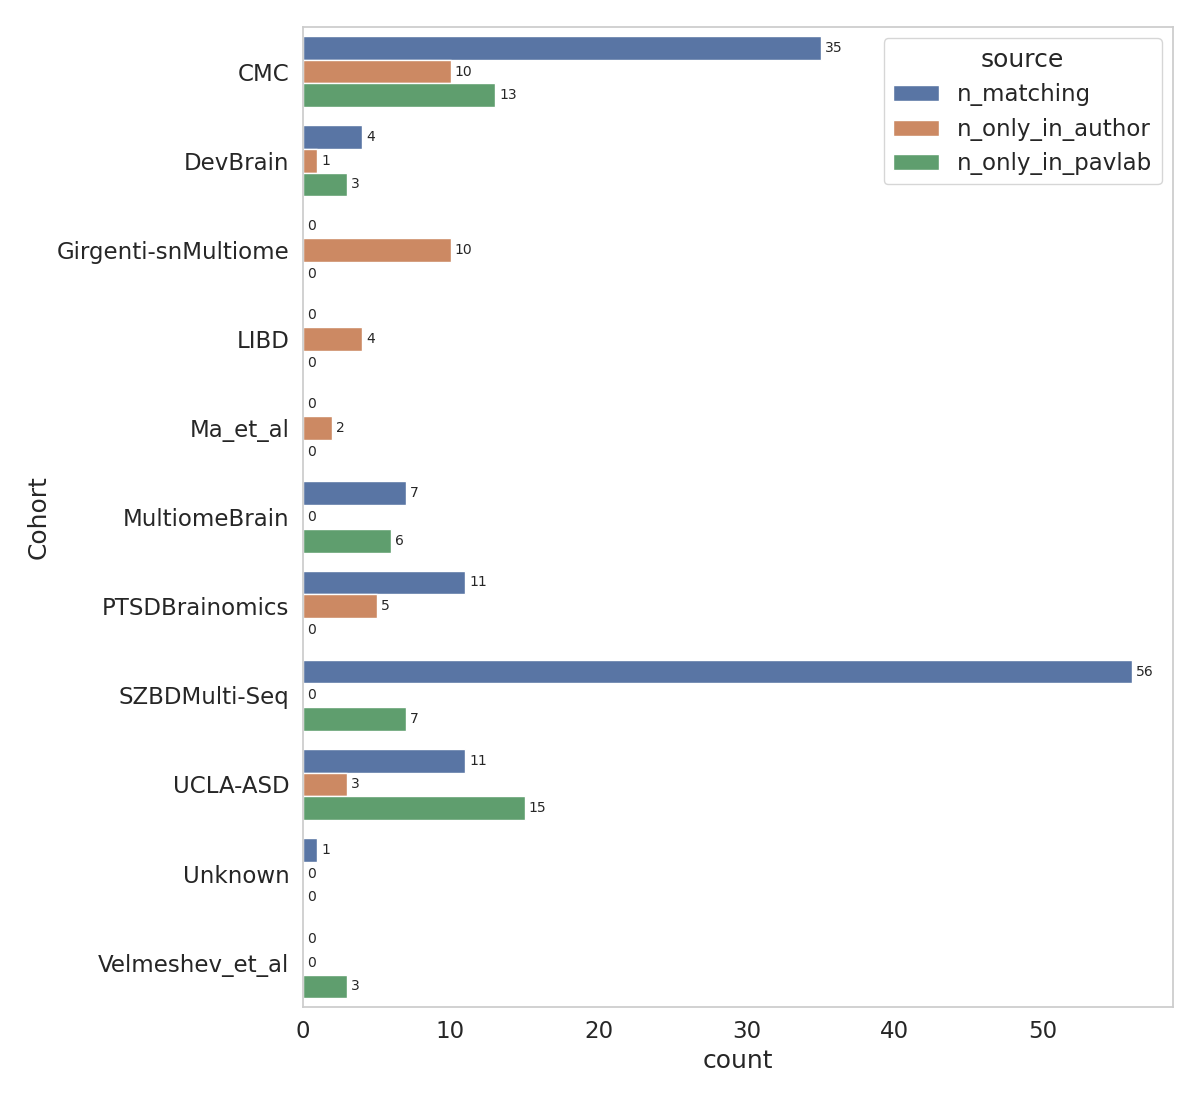 source
n_matching
n_only_in_author
n_only_in_pavlab
Cohort
CMC
35
10
13
DevBrain
4
1
3
Girgenti-snMultiome
0
10
0
LIBD
0
4
0
Ma_et_al
0
2
0
MultiomeBrain
7
0
6
PTSDBrainomics
11
5
0
SZBDMulti-Seq
56
0
7
UCLA-ASD
11
3
15
Unknown
1
0
0
Velmeshev_et_al
0
0
3
0 10 20 30 40 50
count